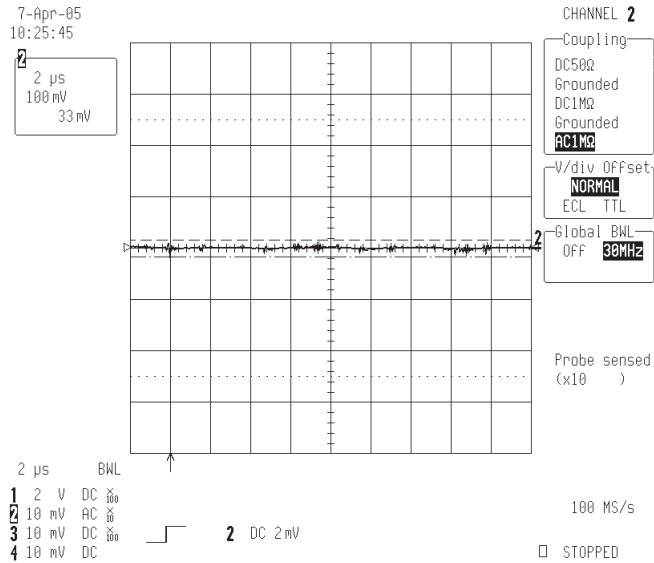 7-Apr-05
10:25:45
2
2 µs
100 mV
33 mV
CHANNEL 2
Coupling
DC50Ω
Grounded
DC1MΩ
Grounded
AC1MΩ
V/div Offset
NORMAL
ECL TTL
2
Global BWL
Off 30MHz
Probe sensed
(x10 )
2 µs BWL
1 2 V DC × 100
2 10 mV AC × 10
3 10 mV DC × 100
4 10 mV DC
2 DC 2 mV
100 MS/s
STOPPED